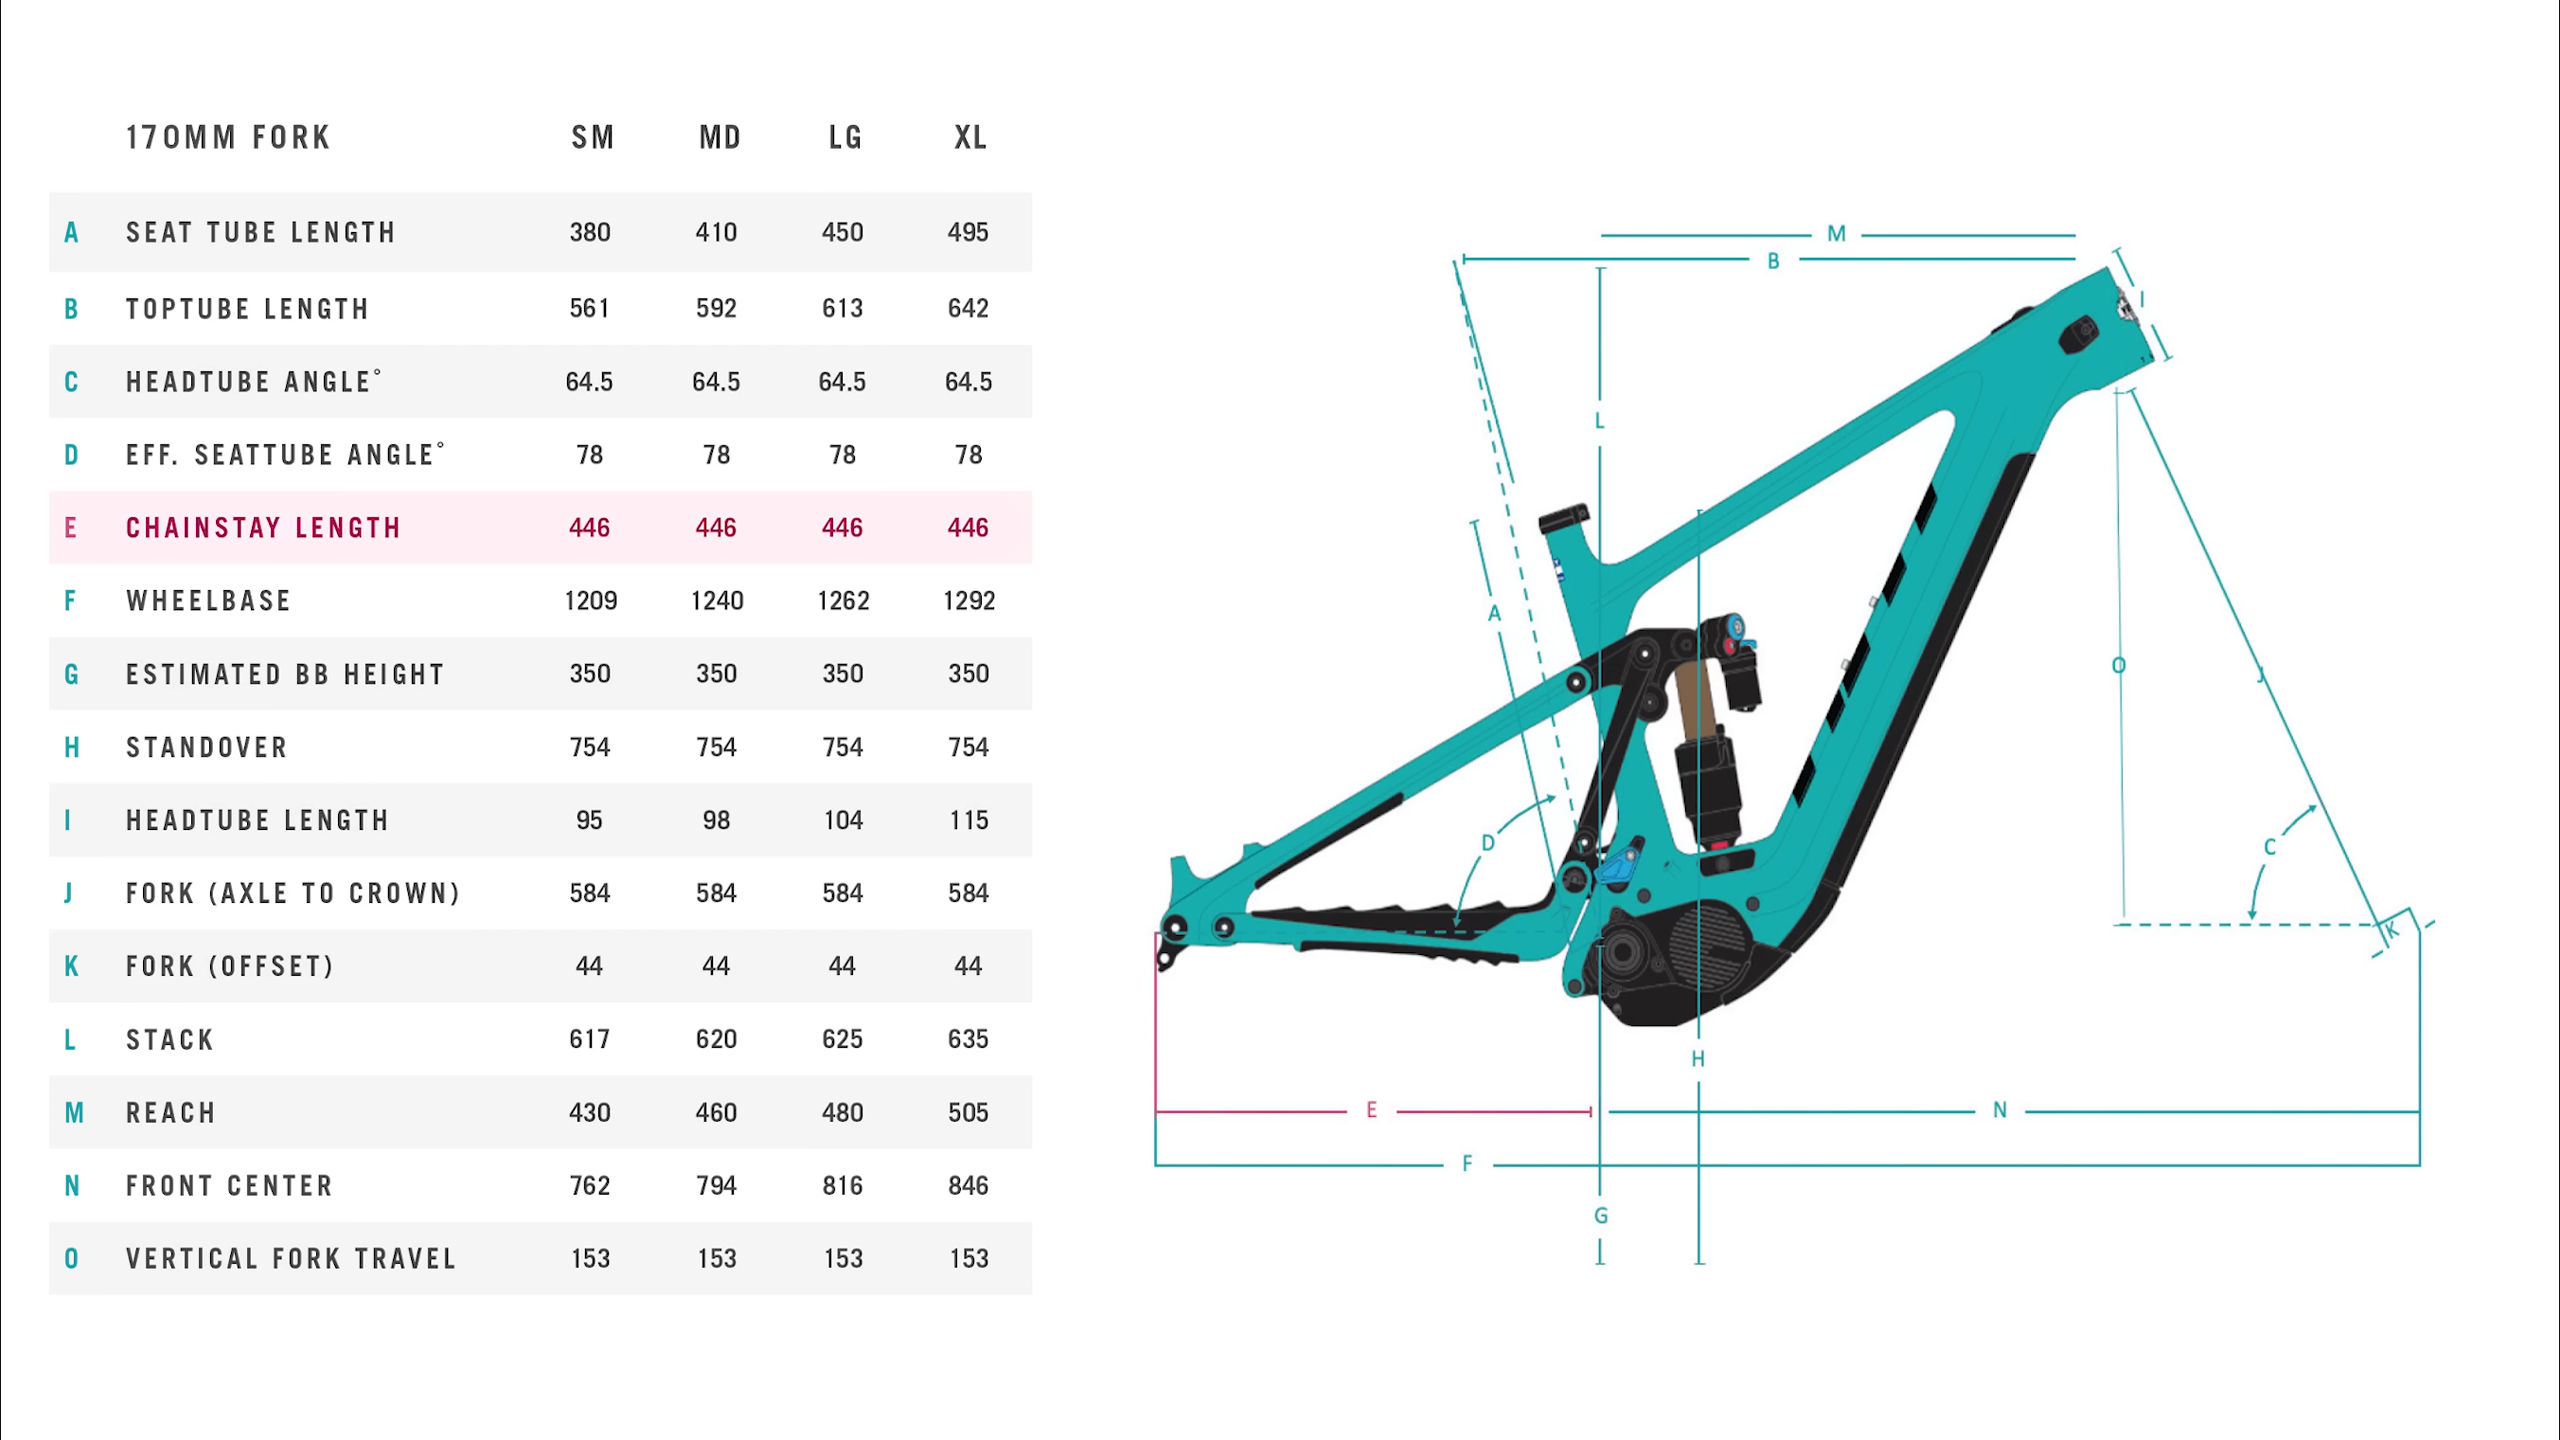 170MM FORK SM MD LG XL
A SEAT TUBE LENGTH 380 410 450 495
B TOPTUBE LENGTH 561 592 613 642
C HEADTUBE ANGLE° 64.5 64.5 64.5 64.5
D EFF. SEATTUBE ANGLE° 78 78 78 78
E CHAINSTAY LENGTH 446 446 446 446
F WHEELBASE 1209 1240 1262 1292
G ESTIMATED BB HEIGHT 350 350 350 350
H STANDOVER 754 754 754 754
I HEADTUBE LENGTH 95 98 104 115
J FORK (AXLE TO CROWN) 584 584 584 584
K FORK (OFFSET) 44 44 44 44
L STACK 617 620 625 635
M REACH 430 460 480 505
N FRONT CENTER 762 794 816 846
O VERTICAL FORK TRAVEL 153 153 153 153
M
B
I
L
A
O
J
D
C
K
H
E
N
F
G